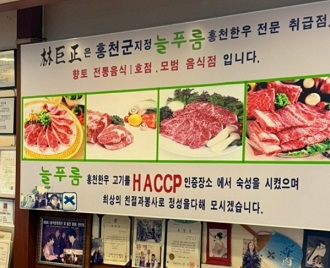 林巨正은 홍천군지정 늘푸름 홍천한우 전문 취급점
향토 전통음식1호점, 모범 음식점 입니다.
늘푸름 홍천한우 고기를 HACCP 인증장소 에서 숙성을 시켰으며
최상의 친결과봉사로 정성을다해 모시겠습니다.